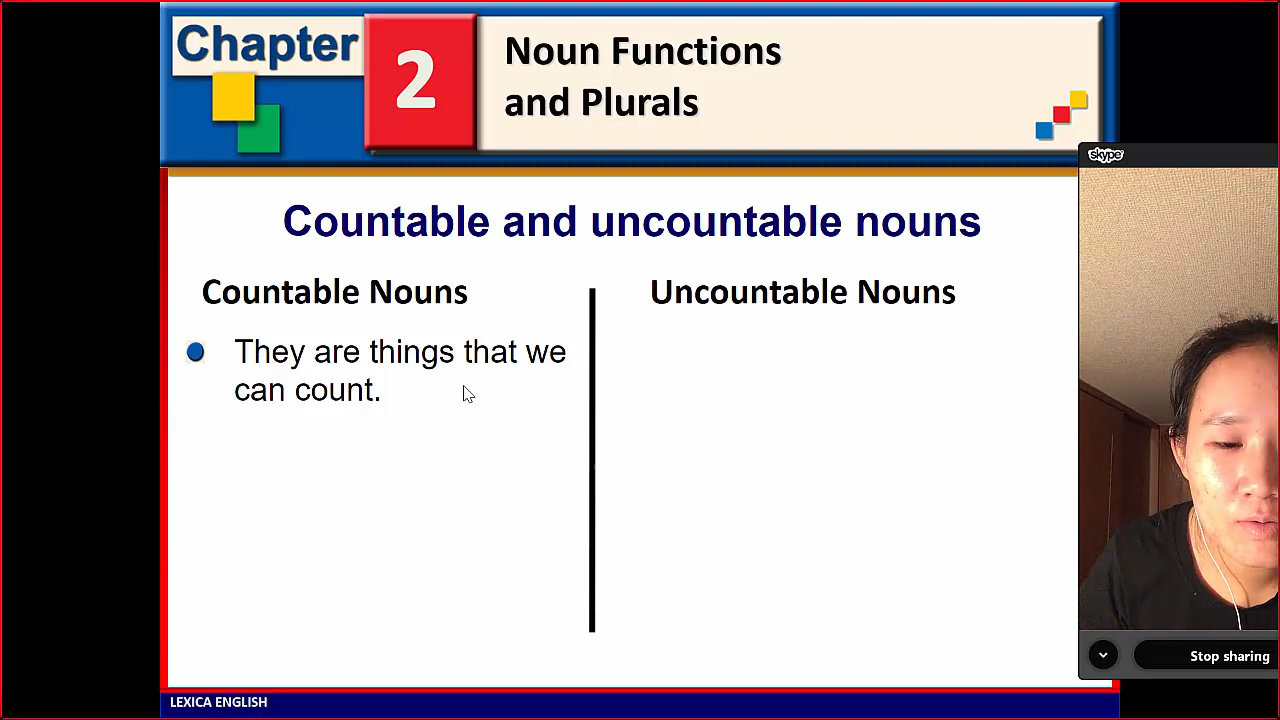 Chapter
2
Noun Functions
and Plurals
skype
Countable and uncountable nouns
Countable Nouns
Uncountable Nouns
They are things that we
can count.
Stop sharing
LEXICA ENGLISH